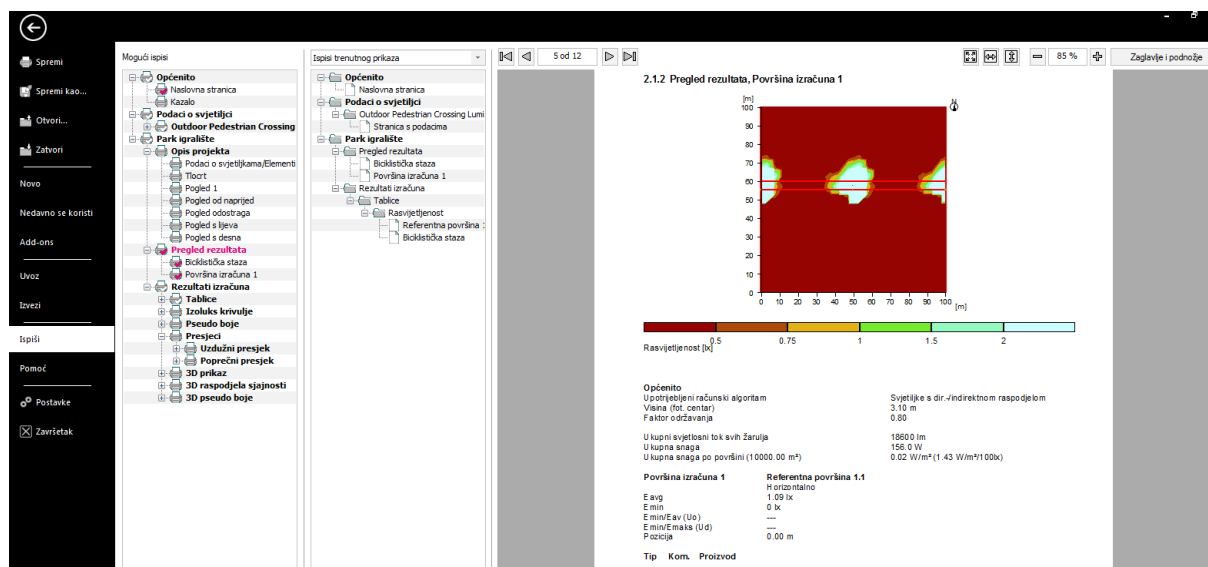 Spremi
Spremi kao...
Otvori...
Zatvori
Novo
Nedavno se koristi
Add-ons
Uvoz
Izvezi
Ispiši
Pomoć
Postavke
Završetak
Mogući ispisi
Općenito
Naslovna stranica
Kazalo
Podaci o svjetiljci
Outdoor Pedestrian Crossing
Park igralište
Opis projekta
Podaci o svjetiljkama/Elementi
Tlocrt
Pogled 1
Pogled od naprijed
Pogled odostraga
Pogled s lijeva
Pogled s desna
Pregled rezultata
Biciklistička staza
Površina izračuna 1
Rezultati izračuna
Tablice
Izoluks krivulje
Pseudo boje
Presjeci
Uzdužni presjek
Poprečni presjek
3D prikaz
3D raspodjela sjajnosti
3D pseudo boje
Ispisi trenutnog prikaza
Općenito
Naslovna stranica
Podaci o svjetiljci
Outdoor Pedestrian Crossing Lumi
Stranica s podacima
Park igralište
Pregled rezultata
Biciklistička staza
Površina izračuna 1
Rezultati izračuna
Tablice
Rasvijetljenost
Referentna površina
Biciklistička staza
5 od 12
85 %
Zaglavlje i podnožje
2.1.2 Pregled rezultata, Površina izračuna 1
[m]
N
100
90
80
70
60
50
40
30
20
10
0
0 10 20 30 40 50 60 70 80 90 100
[m]
0.5 0.75 1 1.5 2
Rasvijetljenost [lx]
Općenito
Upotrijebljeni računski algoritam Svjetiljke s dir.-/indirektnom raspodjelom
Visina (fot. centar) 3.10 m
Faktor održavanja 0.80
Ukupni svjetlosni tok svih žarulja 18600 lm
Ukupna snaga 156.0 W
Ukupna snaga po površini (10000.00 m²) 0.02 W/m² (1.43 W/m²/100lx)
Površina izračuna 1 Referentna površina 1.1
Horizontalno
Eavg 1.09 lx
Emin 0 lx
Emin/Eav (Uo) ---
Emin/Emaks (Ud) ---
Pozicija 0.00 m
Tip Kom. Proizvod